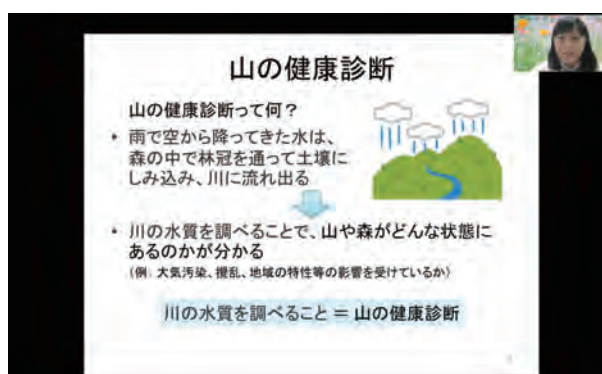 山の健康診断
山の健康診断って何？
• 雨で空から降ってきた水は、
森の中で林冠を通って土壌に
しみ込み、川に流れ出る
• 川の水質を調べることで、山や森がどんな状態に
あるのかが分かる
（例：大気汚染、攪乱、地域の特性等の影響を受けているか）
川の水質を調べること ＝ 山の健康診断